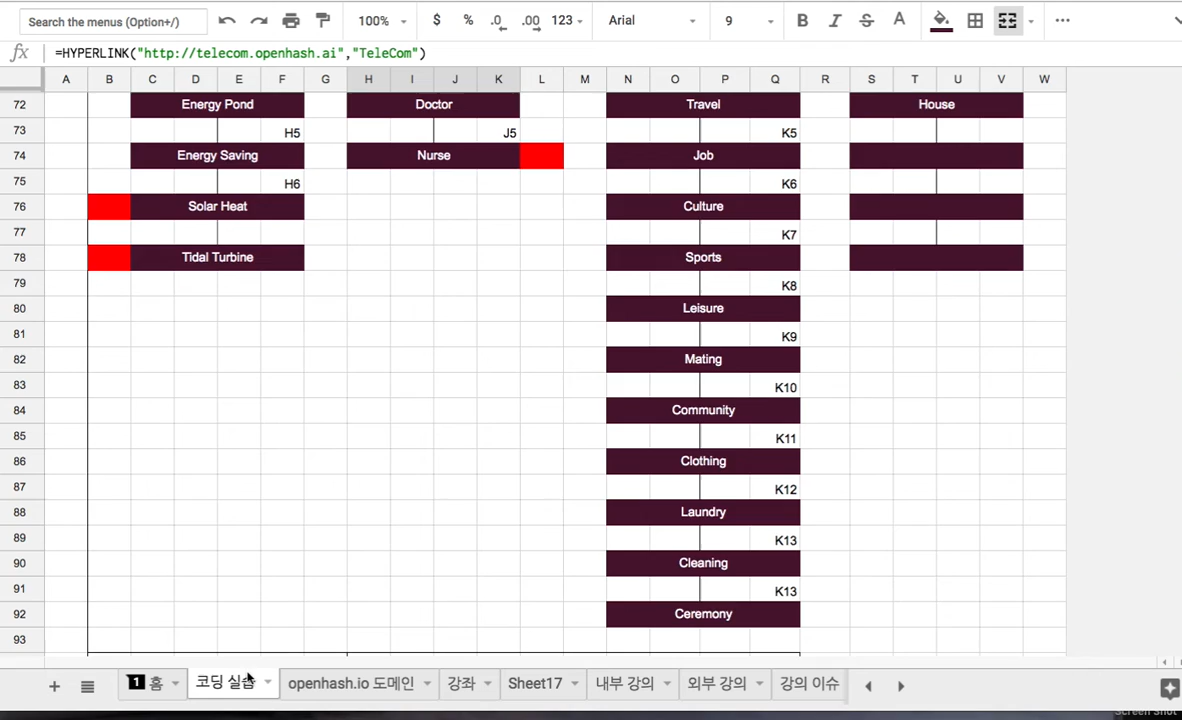 Search the menus (Option+/) 100% $ % .0 .00 123 Arial 9 B I S A
fx =HYPERLINK("http://telecom.openhash.ai","TeleCom")
A B C D E F G H I J K L M N O P Q R S T U V W
72 Energy Pond Doctor Travel House
73 H5 J5 K5
74 Energy Saving Nurse Job
75 H6 K6
76 Solar Heat Culture
77 K7
78 Tidal Turbine Sports
79 K8
80 Leisure
81 K9
82 Mating
83 K10
84 Community
85 K11
86 Clothing
87 K12
88 Laundry
89 K13
90 Cleaning
91 K13
92 Ceremony
93
+ 1 홈 코딩 실습 openhash.io 도메인 강좌 Sheet17 내부 강의 외부 강의 강의 이슈
Screen Shot